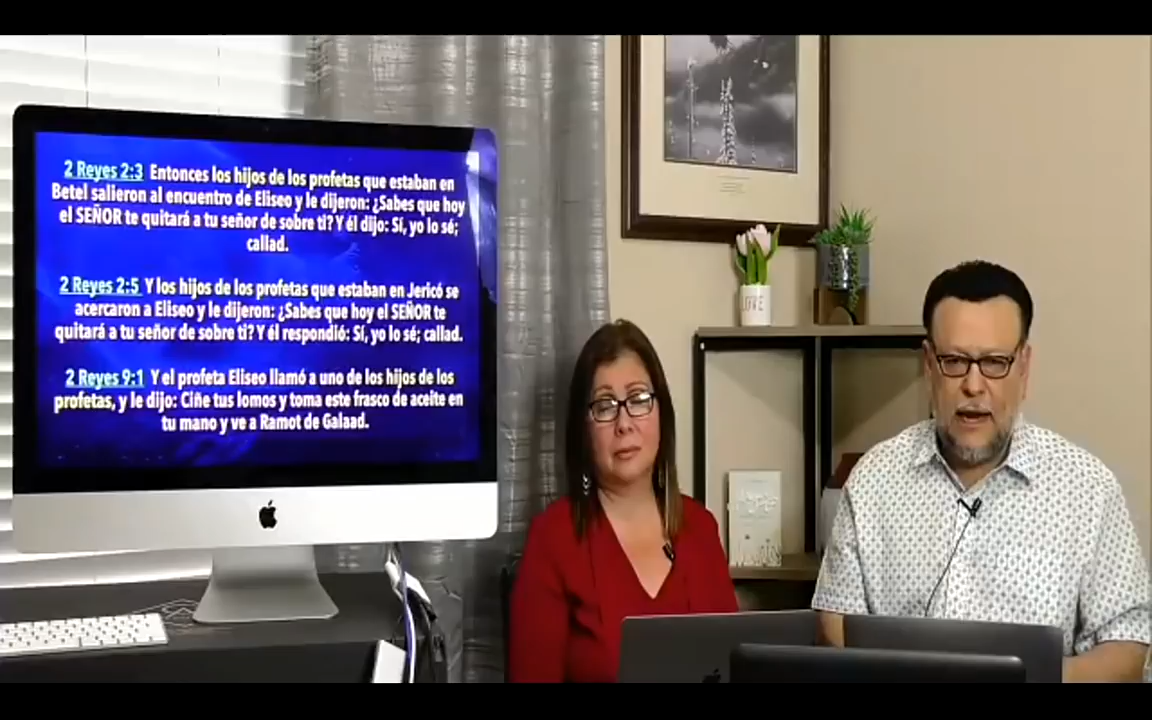 2 Reyes 2:3 Entonces los hijos de los profetas que estaban en
Betel salieron al encuentro de Eliseo y le dijeron: ¿Sabes que hoy
el SEÑOR te quitará a tu señor de sobre ti? Y él dijo: Sí, yo lo sé;
callad.
2 Reyes 2:5 Y los hijos de los profetas que estaban en Jericó se
acercaron a Eliseo y le dijeron: ¿Sabes que hoy el SEÑOR te
quitará a tu señor de sobre ti? Y él respondió: Sí, yo lo sé; callad.
2 Reyes 9:1 Y el profeta Eliseo llamó a uno de los hijos de los
profetas, y le dijo: Ciñe tus lomos y toma este frasco de aceite en
tu mano y ve a Ramot de Galaad.
LOVE